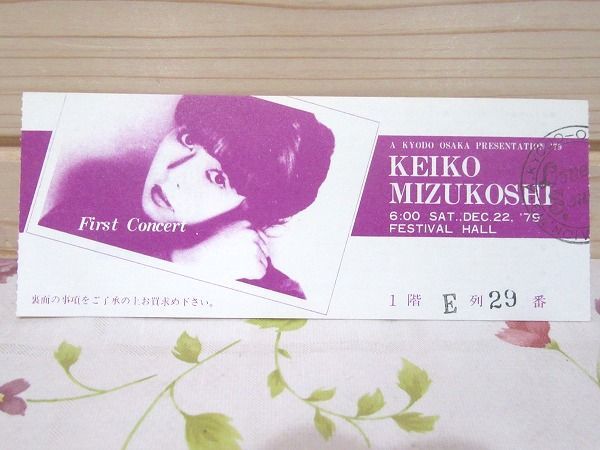 First Concert
A KYODO OSAKA PRESENTATION '79
KEIKO
MIZUKOSHI
6:00 SAT.,DEC.22, '79
FESTIVAL HALL
裏面の事項をご了承の上お買求め下さい。
1階 E 列 29 番